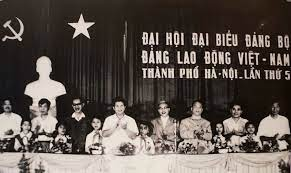 ĐẠI HỘI ĐẠI BIỂU ĐẢNG BỘ
ĐẢNG LAO ĐỘNG VIỆT-NAM
THÀNH PHỐ HÀ-NỘI. LẦN THỨ 5